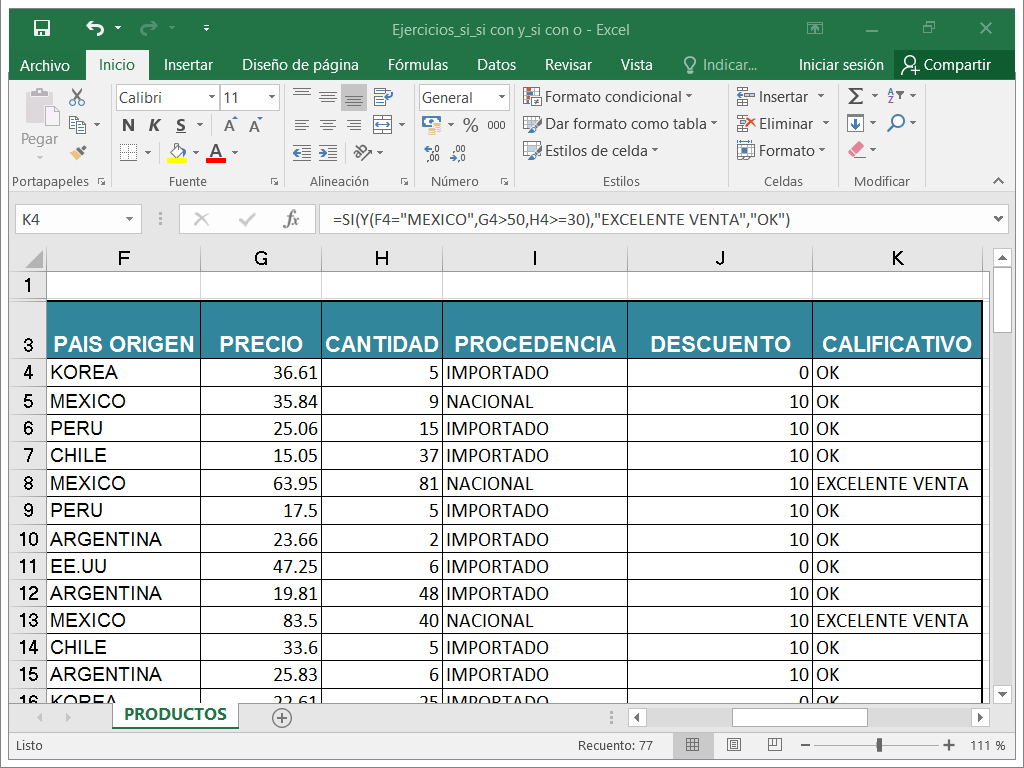 Ejercicios_si_si con y_si con o - Excel
Archivo Inicio Insertar Diseño de página Fórmulas Datos Revisar Vista Indicar... Iniciar sesión Compartir
Calibri 11 General Formato condicional Insertar
Pegar N K S A A % 000 Dar formato como tabla Eliminar
A Estilos de celda Formato
Portapapeles Fuente Alineación Número Estilos Celdas Modificar
K4 fx =SI(Y(F4="MEXICO",G4>50,H4>=30),"EXCELENTE VENTA","OK")
F G H I J K
1
3 PAIS ORIGEN PRECIO CANTIDAD PROCEDENCIA DESCUENTO CALIFICATIVO
4 KOREA 36.61 5 IMPORTADO 0 OK
5 MEXICO 35.84 9 NACIONAL 10 OK
6 PERU 25.06 15 IMPORTADO 10 OK
7 CHILE 15.05 37 IMPORTADO 10 OK
8 MEXICO 63.95 81 NACIONAL 10 EXCELENTE VENTA
9 PERU 17.5 5 IMPORTADO 10 OK
10 ARGENTINA 23.66 2 IMPORTADO 10 OK
11 EE.UU 47.25 6 IMPORTADO 0 OK
12 ARGENTINA 19.81 48 IMPORTADO 10 OK
13 MEXICO 83.5 40 NACIONAL 10 EXCELENTE VENTA
14 CHILE 33.6 5 IMPORTADO 10 OK
15 ARGENTINA 25.83 6 IMPORTADO 10 OK
16 KOREA 22.61 25 IMPORTADO 0 OK
PRODUCTOS
Listo Recuento: 77 111 %